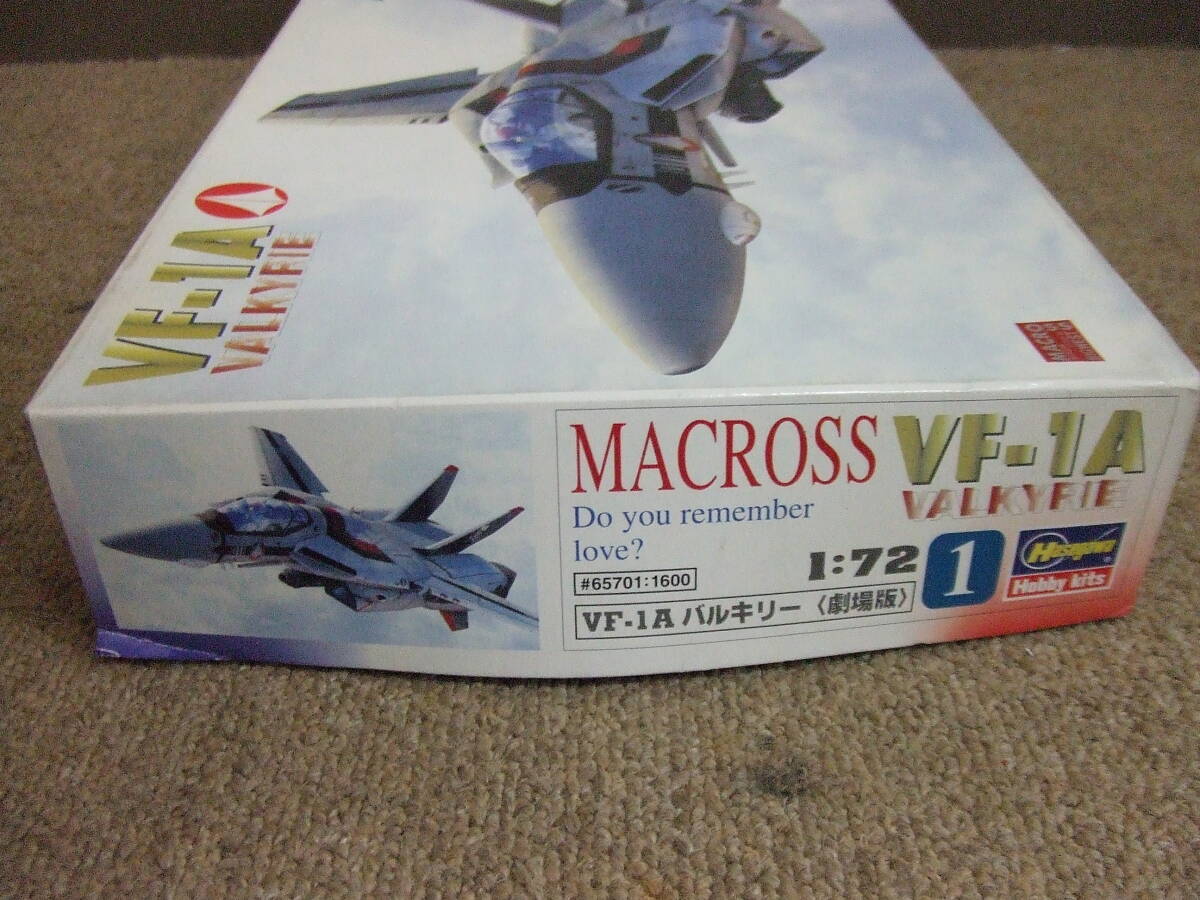 VF-1A
VALKYRIE
MACRO
MACROSS
VF-1A
VALKYRIE
Do you remember
love?
#65701:1600
1:72
1
Hasegawa
Hobby kits
VF-1A バルキリー 〈劇場版〉